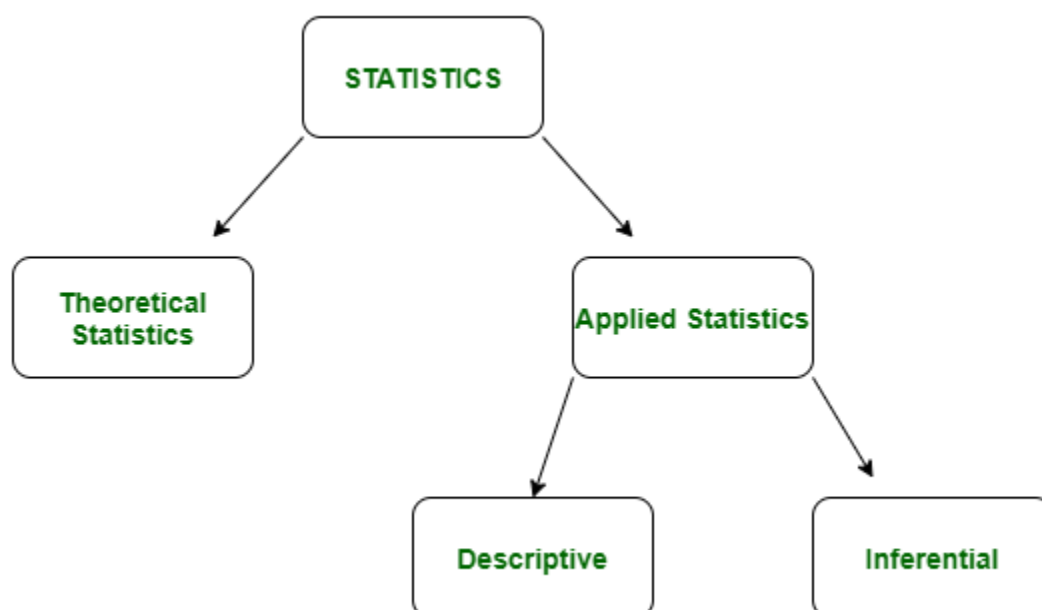 STATISTICS
Theoretical
Statistics
Applied Statistics
Descriptive
Inferential